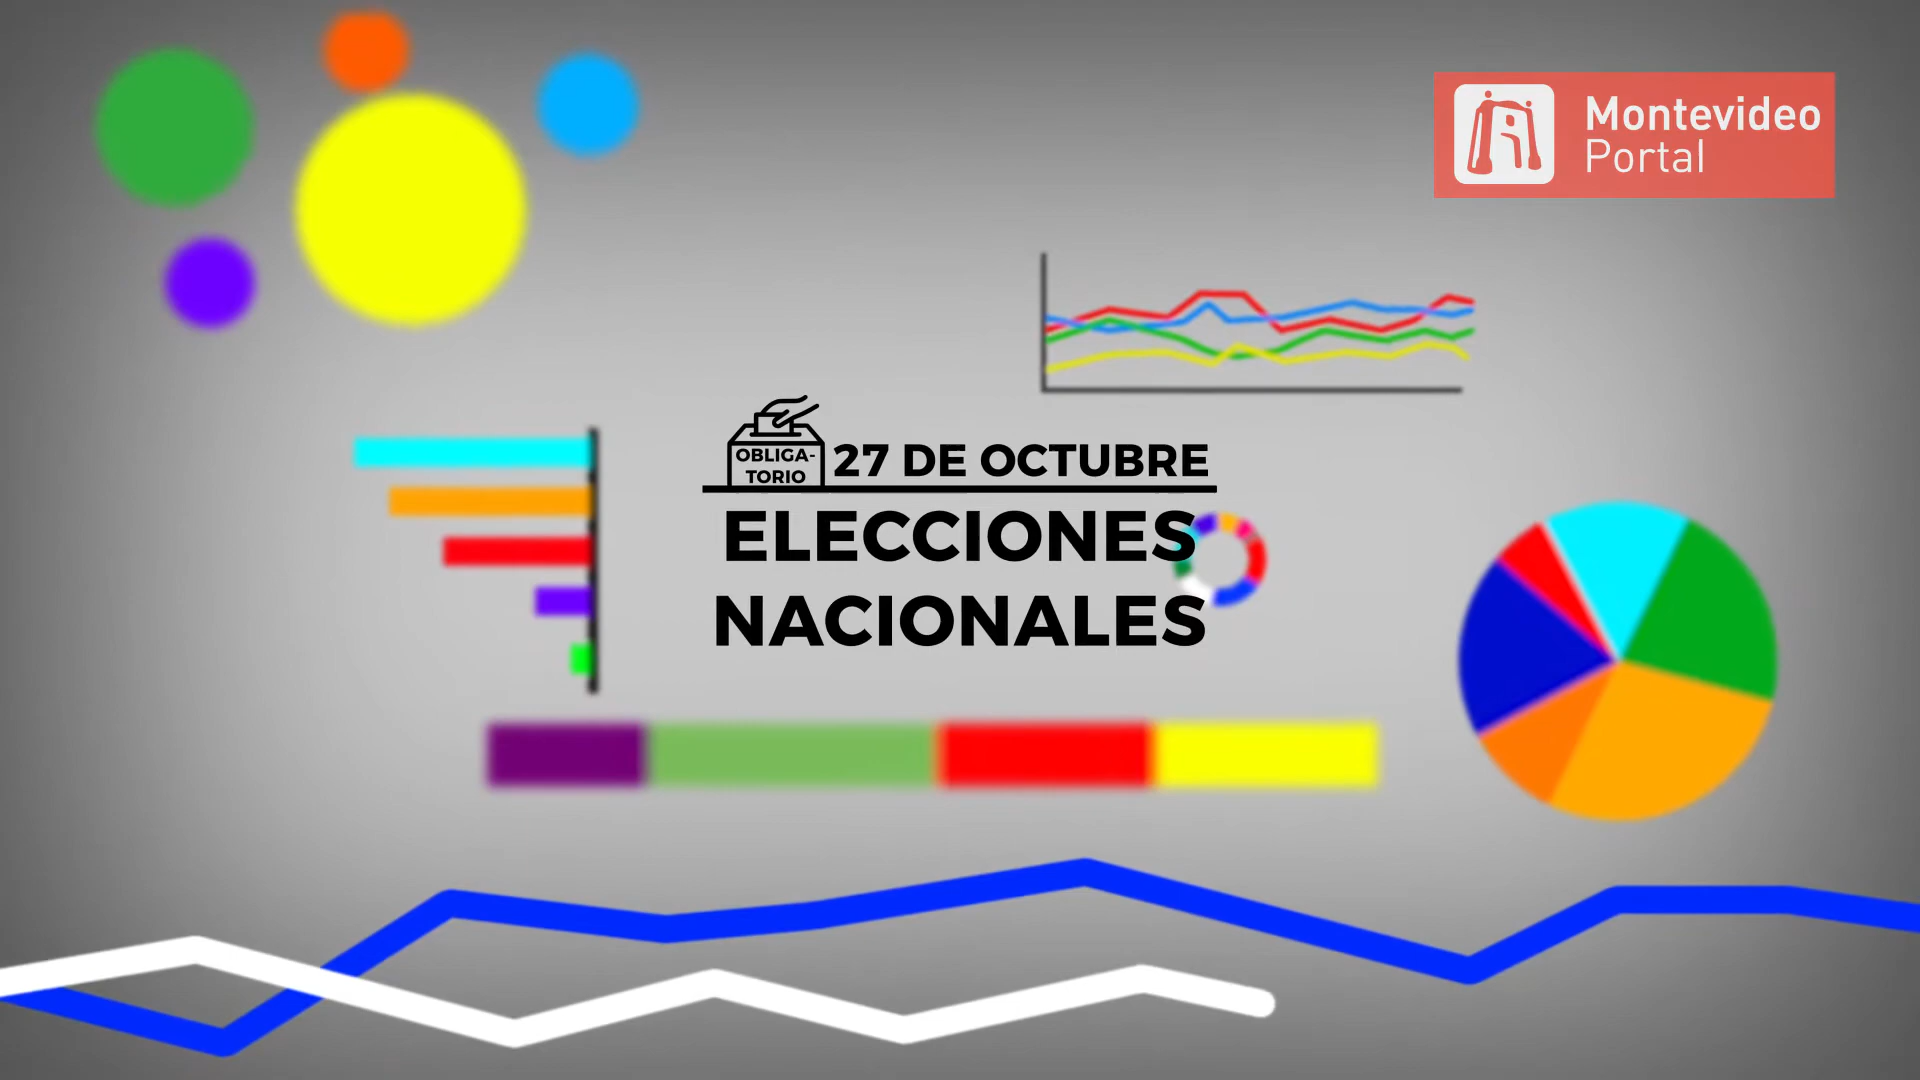 Montevideo
Portal
OBLIGA-
TORIO
27 DE OCTUBRE
ELECCIONES
NACIONALES